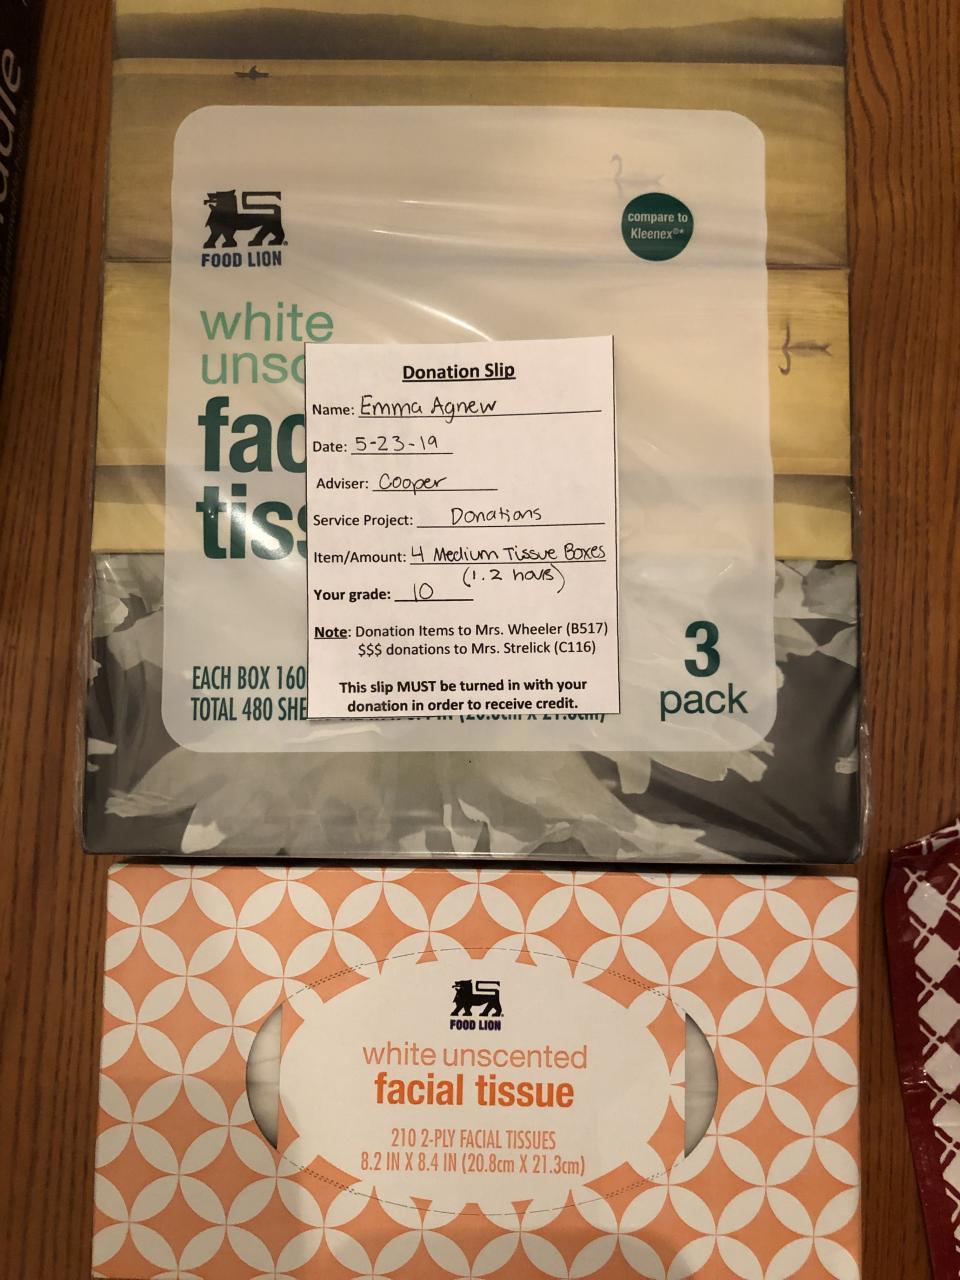 FOOD LION
compare to
Kleenex®*
white
Donation Slip
Name: Emma Agnew
Date: 5-23-19
Adviser: Cooper
Service Project: Donations
Item/Amount: 4 Medium Tissue Boxes
(1.2 hours)
Your grade: 10
Note: Donation Items to Mrs. Wheeler (B517)
$$$ donations to Mrs. Strelick (C116)
This slip MUST be turned in with your
donation in order to receive credit.
EACH BOX 160
TOTAL 480
3
pack
FOOD LION
white unscented
facial tissue
210 2-PLY FACIAL TISSUES
8.2 IN X 8.4 IN (20.8cm X 21.3cm)